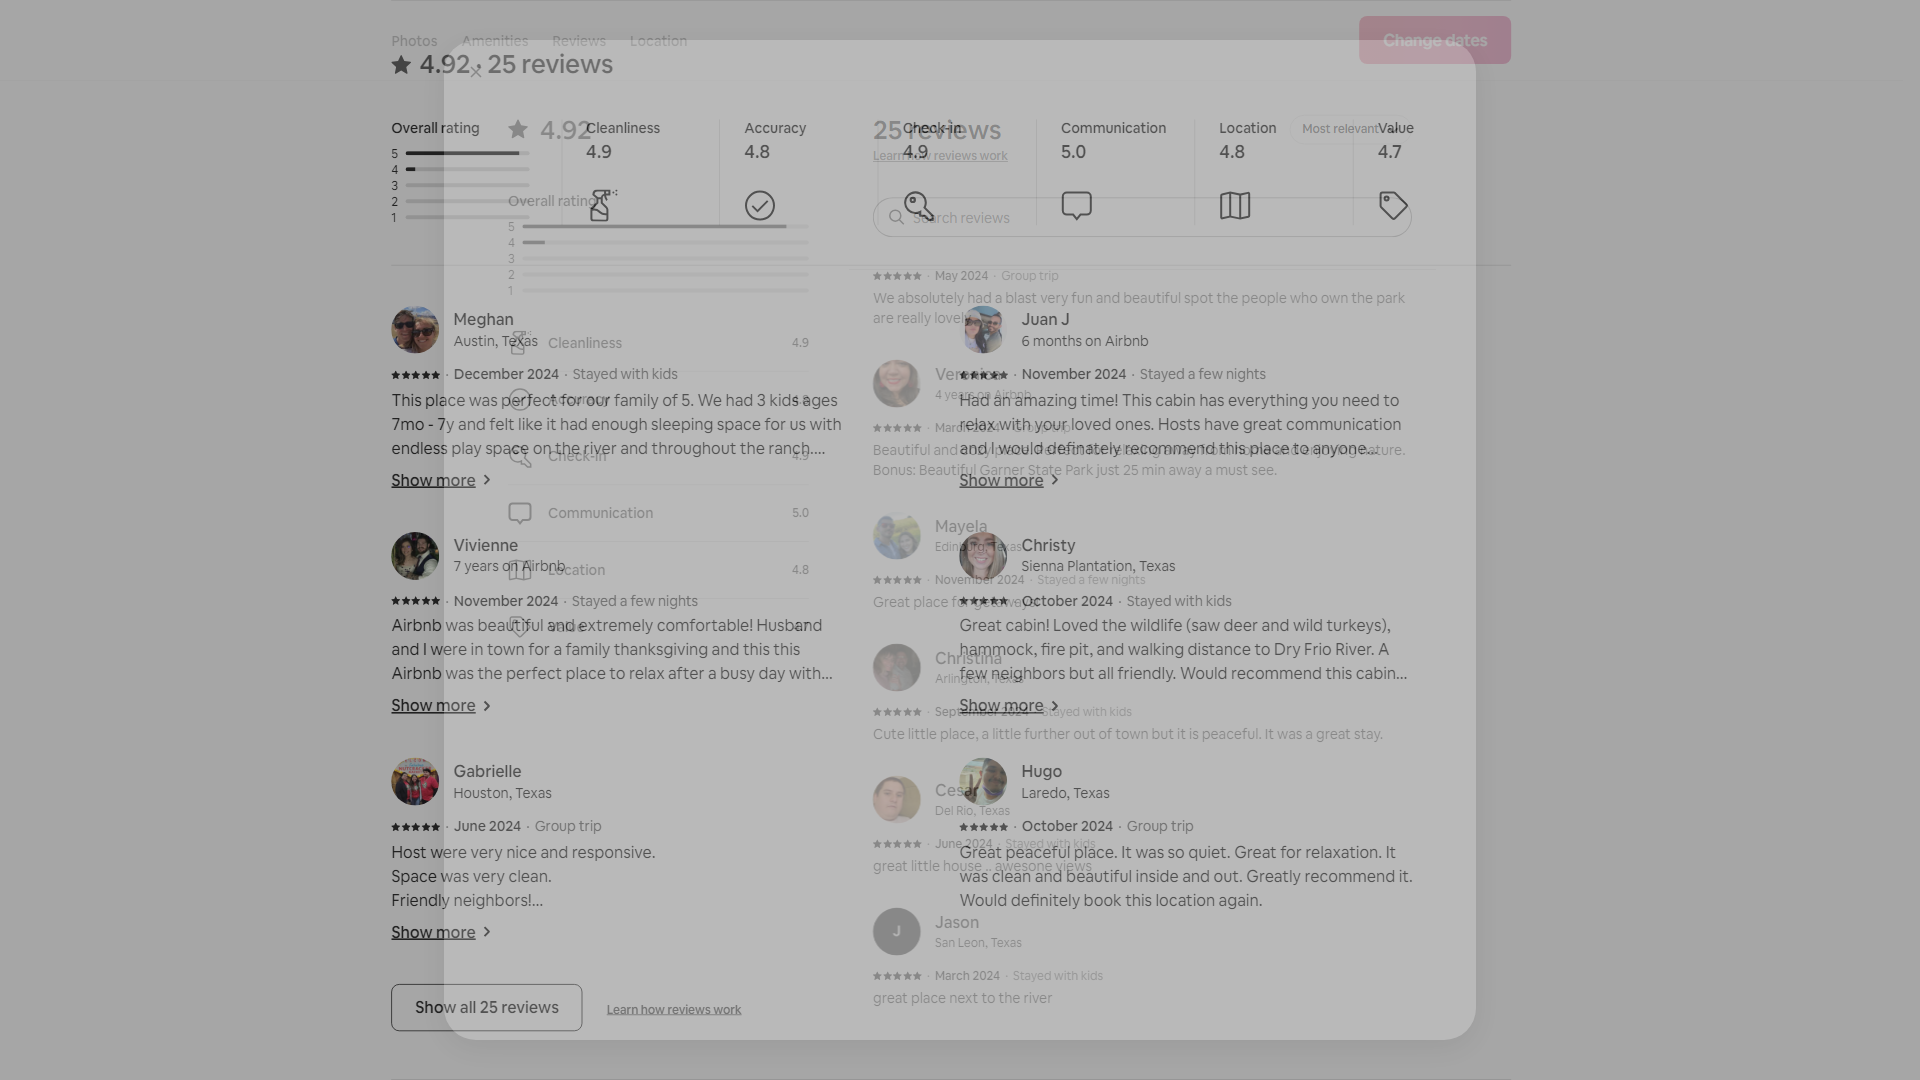 Photos Amenities Reviews Location
Change dates
4.92 · 25 reviews
Overall rating
5
4
3
2
1
Cleanliness
4.9
Accuracy
4.8
Check-in
4.9
Communication
5.0
Location
4.8
Value
4.7
Meghan
Austin, Texas
· December 2024 · Stayed with kids
This place was perfect for our family of 5. We had 3 kids ages
7mo - 7y and felt like it had enough sleeping space for us with
endless play space on the river and throughout the ranch....
Show more
Juan J
6 months on Airbnb
· November 2024 · Stayed a few nights
Had an amazing time! This cabin has everything you need to
relax with your loved ones. Hosts have great communication
and I would definitely recommend this place to anyone...
Show more
Vivienne
7 years on Airbnb
· November 2024 · Stayed a few nights
Airbnb was beautiful and extremely comfortable! Husband
and I were in town for a family thanksgiving and this this
Airbnb was the perfect place to relax after a busy day with...
Show more
Christy
Sienna Plantation, Texas
· October 2024 · Stayed with kids
Great cabin! Loved the wildlife (saw deer and wild turkeys),
hammock, fire pit, and walking distance to Dry Frio River. A
few neighbors but all friendly. Would recommend this cabin...
Show more
Gabrielle
Houston, Texas
· June 2024 · Group trip
Host were very nice and responsive.
Space was very clean.
Friendly neighbors!...
Show more
Hugo
Laredo, Texas
· October 2024 · Group trip
Great peaceful place. It was so quiet. Great for relaxation. It
was clean and beautiful inside and out. Greatly recommend it.
Would definitely book this location again.
Show all 25 reviews
Learn how reviews work
4.92
Overall rating
5
4
3
2
1
Cleanliness 4.9
Accuracy 4.8
Check-in 4.9
Communication 5.0
Location 4.8
Value 4.7
25 reviews
Most relevant
Learn how reviews work
Search reviews
· May 2024 · Group trip
We absolutely had a blast very fun and beautiful spot the people who own the park
are really lovely
4 years on Airbnb
· March 2024 · Group trip
Beautiful and cozy place. Perfect for relaxing away from home and enjoying nature.
Bonus: Beautiful Garner State Park just 25 min away a must see.
Mayela
Edinburg, Texas
· November 2024 · Stayed a few nights
Great place for getaways
Christina
Arlington, Texas
· September 2024 · Stayed with kids
Cute little place, a little further out of town but it is peaceful. It was a great stay.
Cesar
Del Rio, Texas
· June 2024 · Stayed with kids
great little house .. awesone views
J
Jason
San Leon, Texas
· March 2024 · Stayed with kids
great place next to the river